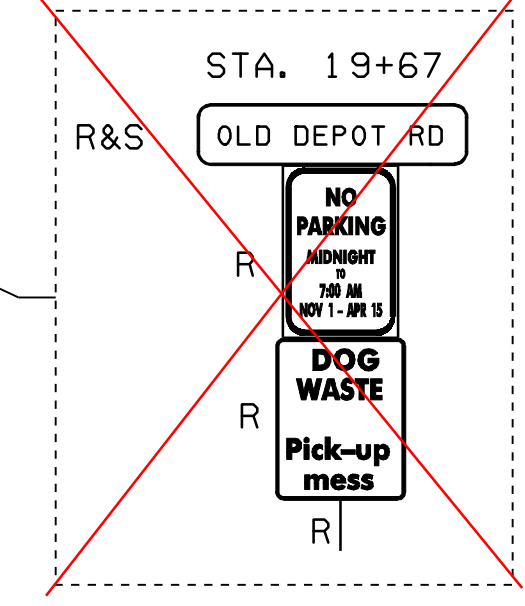 STA. 19+67
R&S
OLD DEPOT RD
NO
PARKING
MIDNIGHT
TO
7:00 AM
NOV 1 - APR 15
R
DOG
WASTE
Pick-up
mess
R
R